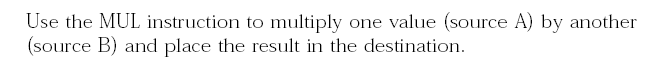 Use the MUL instruction to multiply one value (source A) by another
(source B) and place the result in the destination.